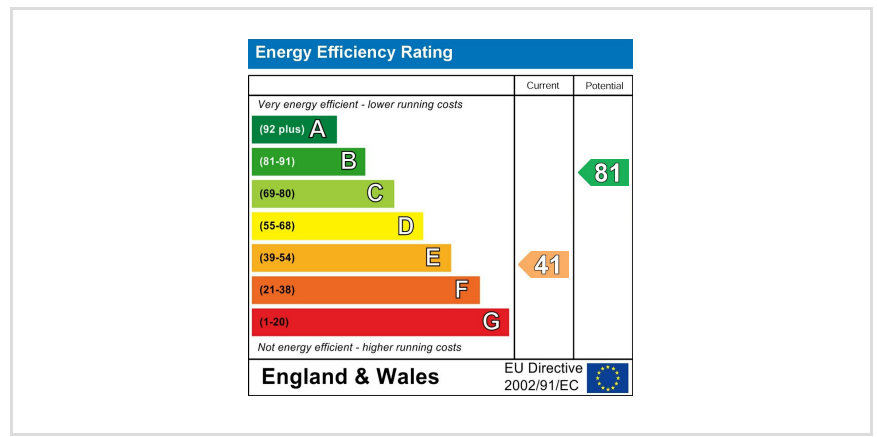 Energy Efficiency Rating
Current Potential
Very energy efficient - lower running costs
(92 plus) A
(81-91) B
81
(69-80) C
(55-68) D
(39-54) E
41
(21-38) F
(1-20) G
Not energy efficient - higher running costs
England & Wales
EU Directive
2002/91/EC